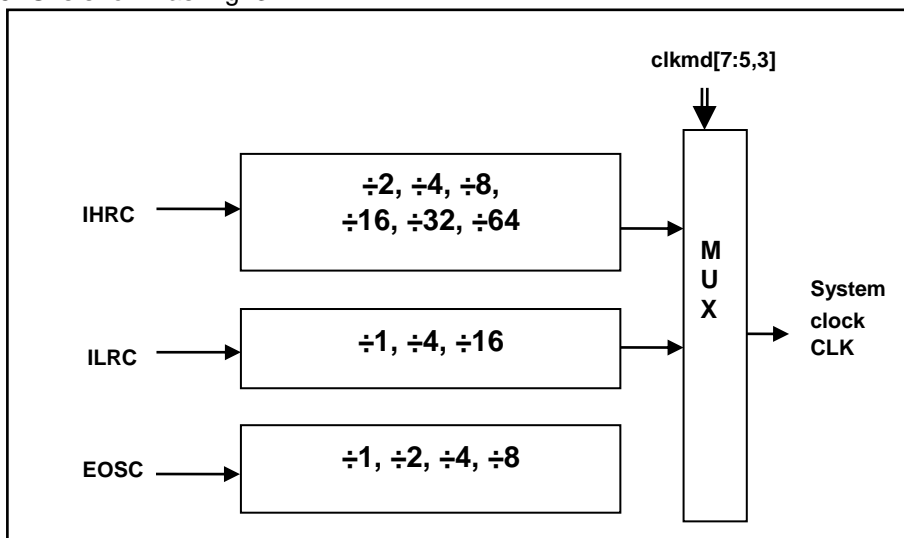 clkmd[7:5,3]
÷2, ÷4, ÷8,
÷16, ÷32, ÷64
IHRC
M
U
X
System
clock
CLK
÷1, ÷4, ÷16
ILRC
÷1, ÷2, ÷4, ÷8
EOSC